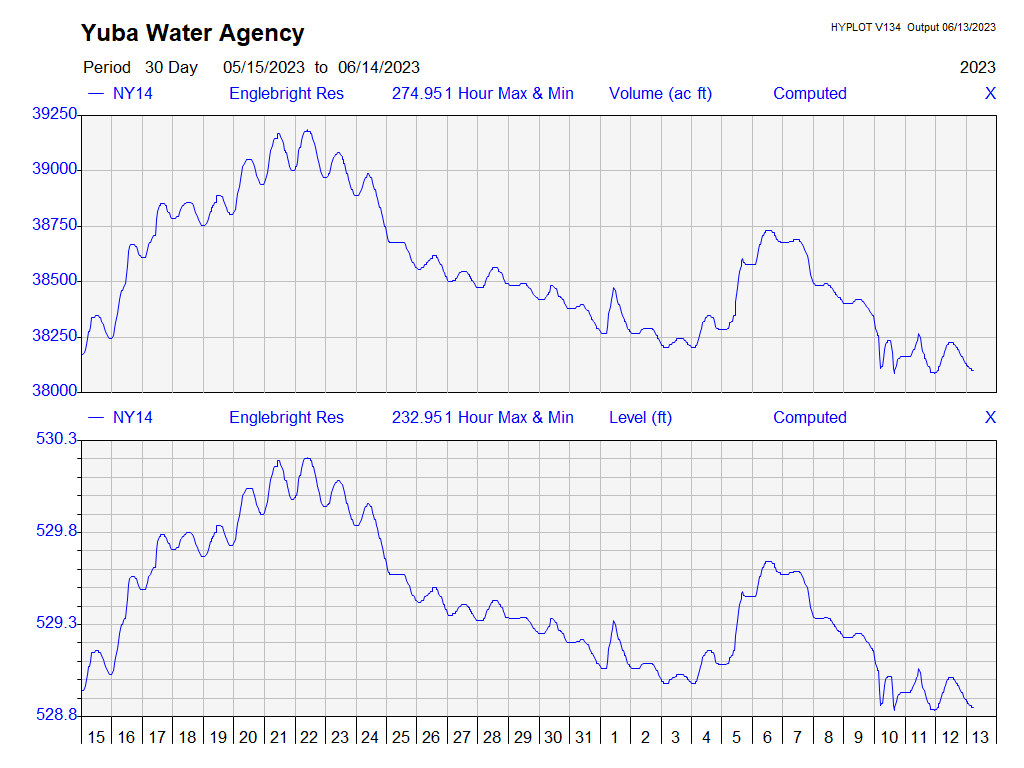 Yuba Water Agency
HYPLOT V134 Output 06/13/2023
Period 30 Day 05/15/2023 to 06/14/2023 2023
NY14 Englebright Res 274.951 Hour Max & Min Volume (ac ft) Computed X
39250
39000
38750
38500
38250
38000
NY14 Englebright Res 232.951 Hour Max & Min Level (ft) Computed X
530.3
529.8
529.3
528.8
15 16 17 18 19 20 21 22 23 24 25 26 27 28 29 30 31 1 2 3 4 5 6 7 8 9 10 11 12 13